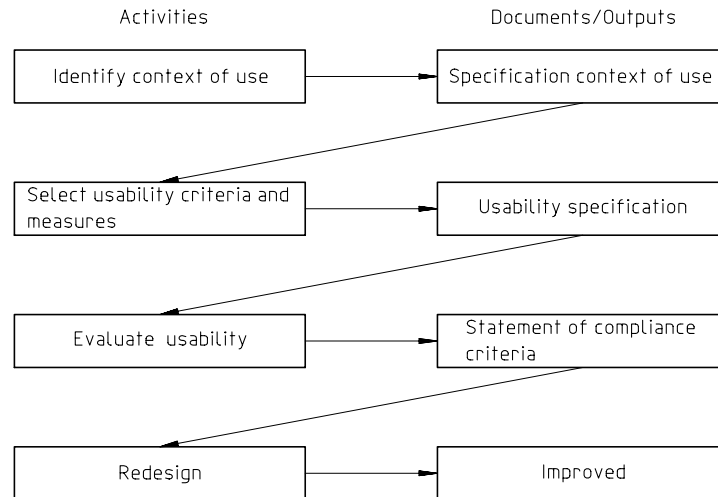 Activities
Documents/Outputs
Identify context of use
Specification context of use
Select usability criteria and
measures
Usability specification
Evaluate usability
Statement of compliance
criteria
Redesign
Improved